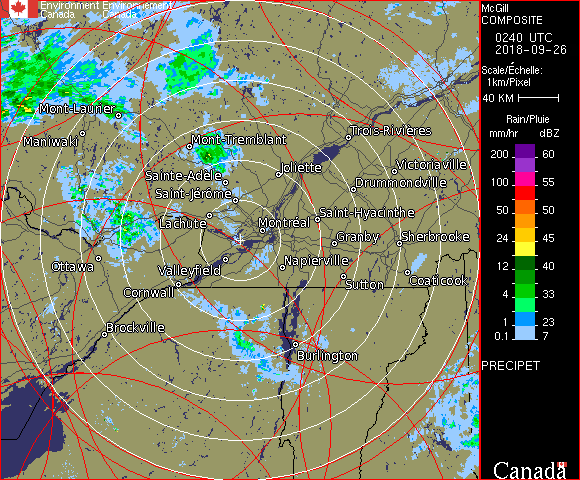 Environment Environnement
Canada Canada
Mont-Laurier
Maniwaki
Mont-Tremblant
Trois-Rivières
Sainte-Adèle
Joliette
Victoriaville
Saint-Jérôme
Drummondville
Lachute
Montréal
Saint-Hyacinthe
Granby
Sherbrooke
Ottawa
Valleyfield
Napierville
Cornwall
Sutton
Coaticook
Brockville
Burlington
McGill
COMPOSITE
0240 UTC
2018-09-26
Scale/Échelle:
1km/Pixel
40 KM
Rain/Pluie
mm/hr dBZ
200 60
100 55
50 50
24 45
12 40
4 33
1 23
0.1 7
PRECIPET
Canada